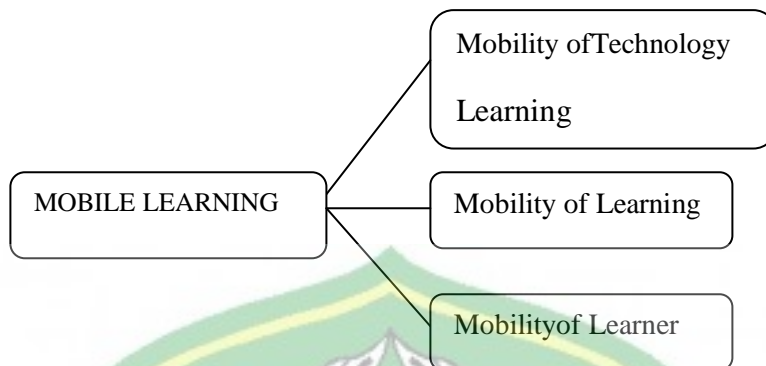 Mobility ofTechnology
Learning
MOBILE LEARNING
Mobility of Learning
Mobilityof Learner